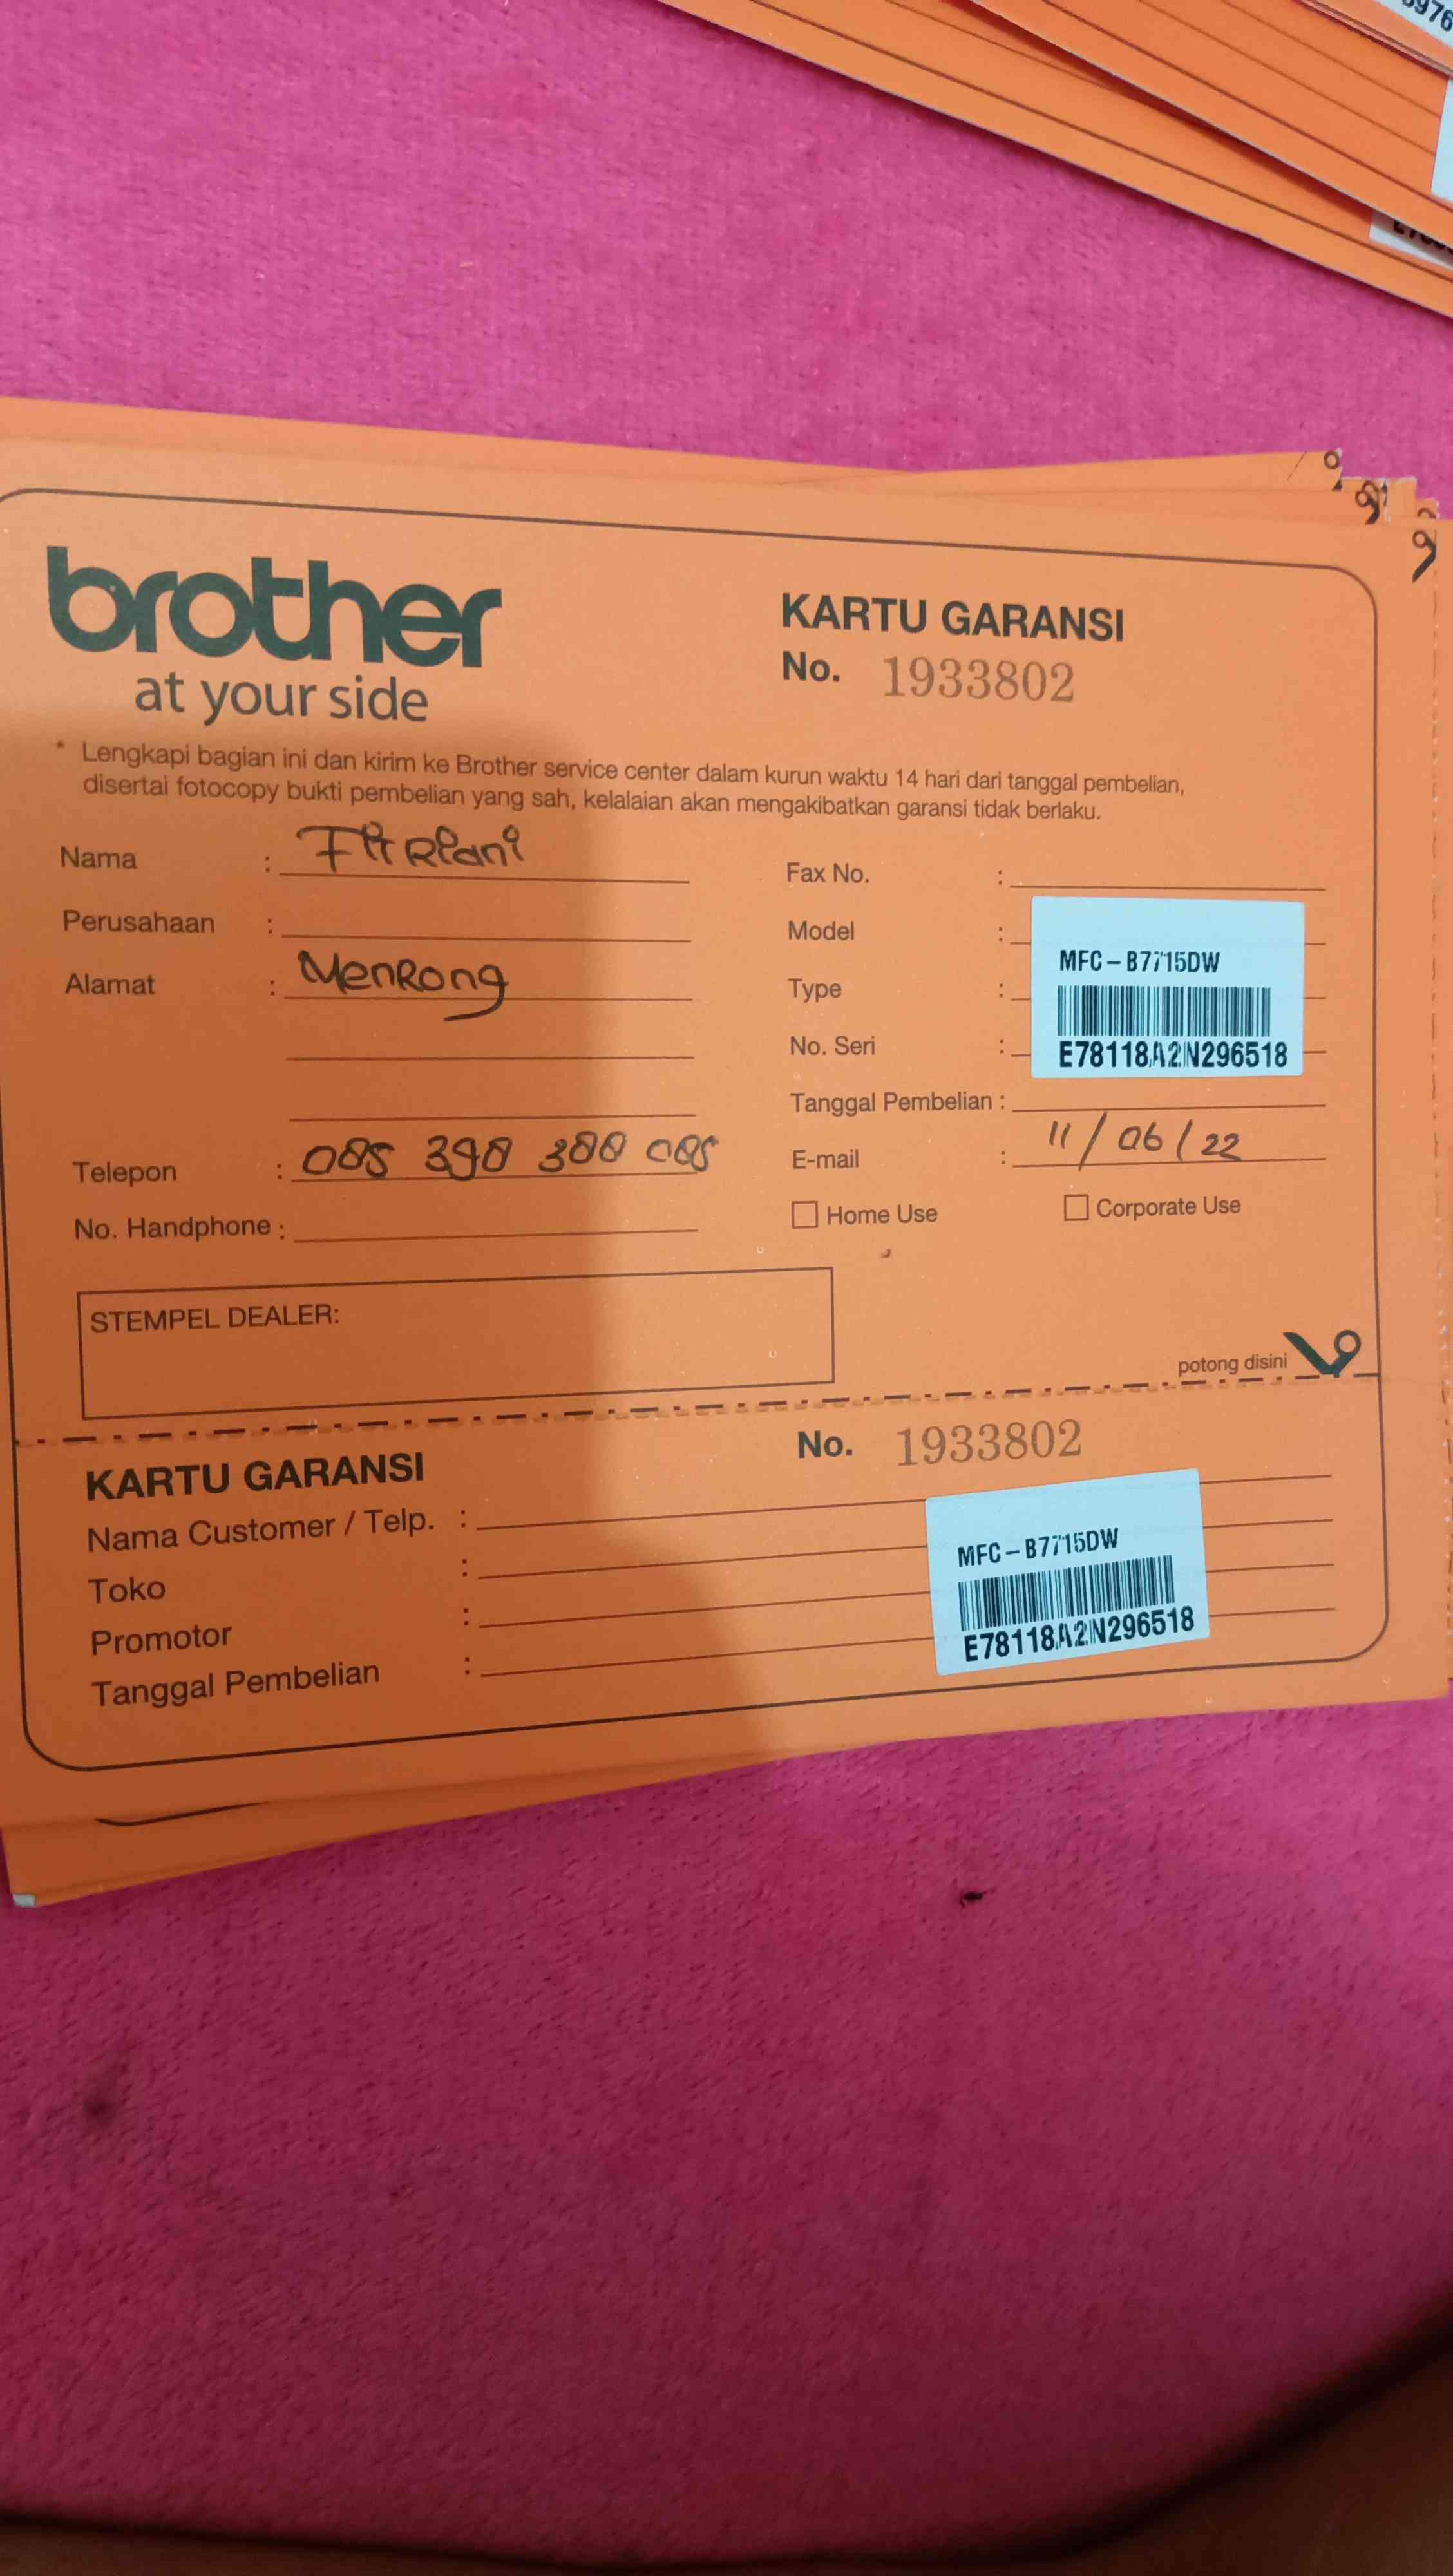 brother
at your side
KARTU GARANSI
No. 1933802
* Lengkapi bagian ini dan kirim ke Brother service center dalam kurun waktu 14 hari dari tanggal pembelian,
disertai fotocopy bukti pembelian yang sah, kelalaian akan mengakibatkan garansi tidak berlaku.
Nama : Fitriani
Perusahaan :
Alamat : Menrong
Telepon : 085 398 388 085
No. Handphone :
Fax No. :
Model :
MFC-B7715DW
Type :
No. Seri :
E78118A2N296518
Tanggal Pembelian :
E-mail : 11/06/22
Home Use
Corporate Use
STEMPEL DEALER:
potong disini
KARTU GARANSI
No. 1933802
Nama Customer / Telp. :
Toko :
Promotor :
Tanggal Pembelian :
MFC-B7715DW
E78118A2N296518